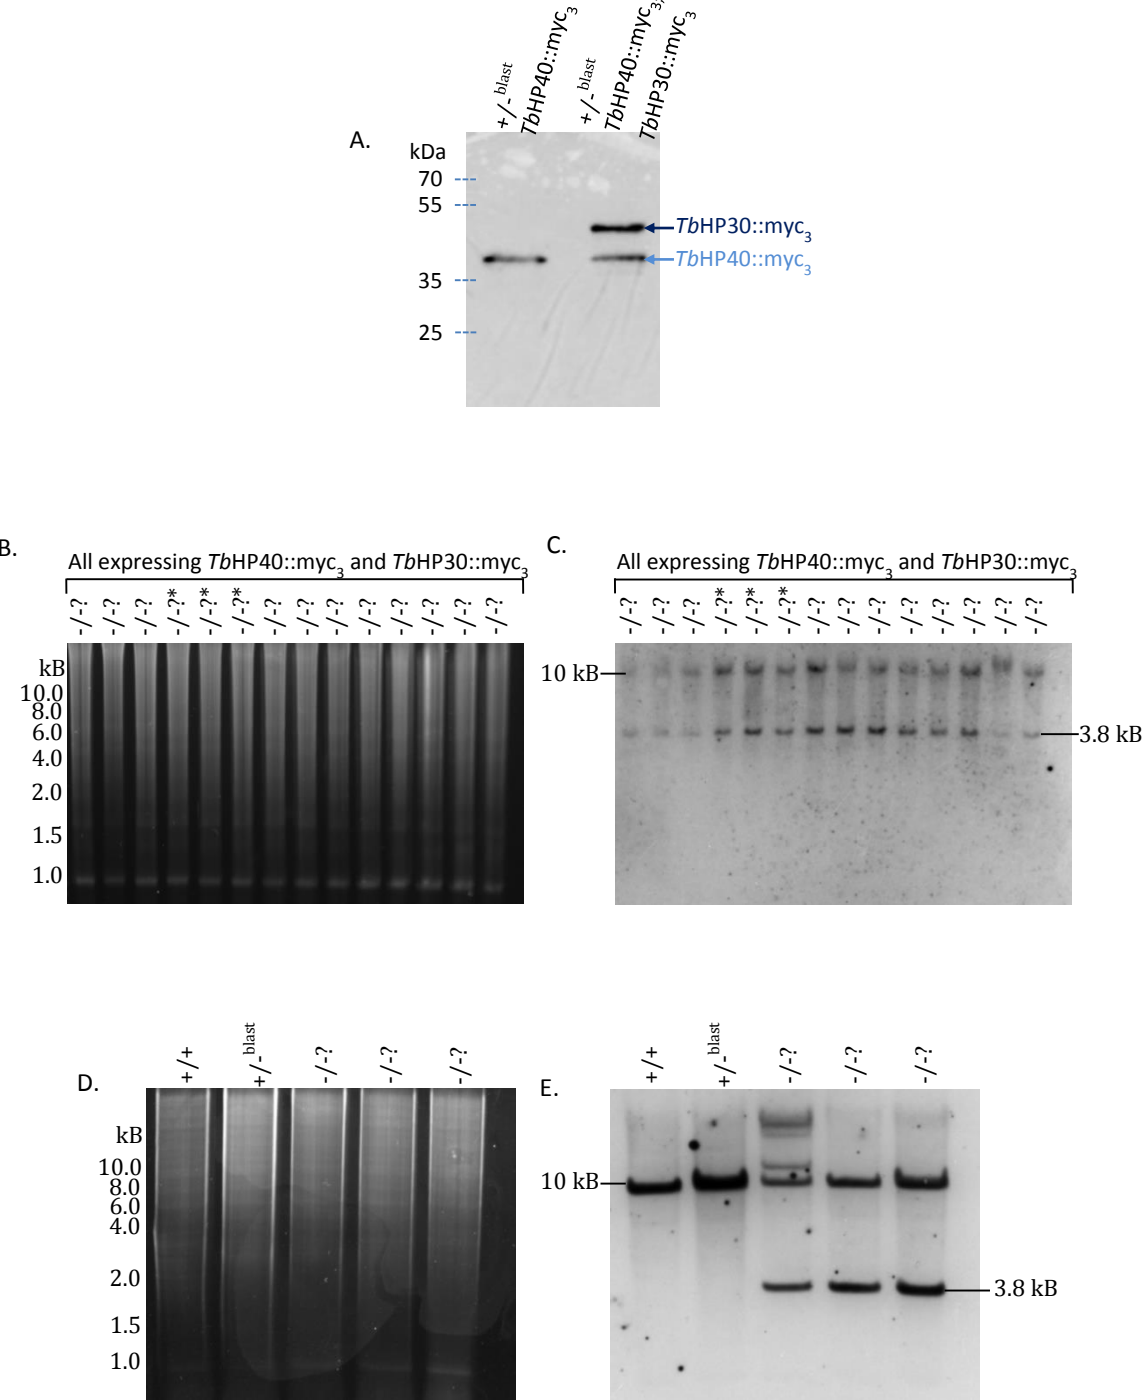 +/-blast
TbHP40::myc3
+/-blast
TbHP40::myc3,
TbHP30::myc3
A.
kDa
70
55
35
25
TbHP30::myc3
TbHP40::myc3
B.
All expressing TbHP40::myc3 and TbHP30::myc3
-/-? -/-? -/-? -/-?* -/-?* -/-?* -/-? -/-? -/-? -/-? -/-? -/-? -/-? -/-?
kB
10.0
8.0
6.0
4.0
2.0
1.5
1.0
C.
All expressing TbHP40::myc3 and TbHP30::myc3
-/-? -/-? -/-? -/-?* -/-?* -/-?* -/-? -/-? -/-? -/-? -/-? -/-? -/-? -/-?
10 kB
3.8 kB
D.
+/+ +/-blast -/-? -/-? -/-?
kB
10.0
8.0
6.0
4.0
2.0
1.5
1.0
E.
+/+ +/-blast -/-? -/-? -/-?
10 kB
3.8 kB